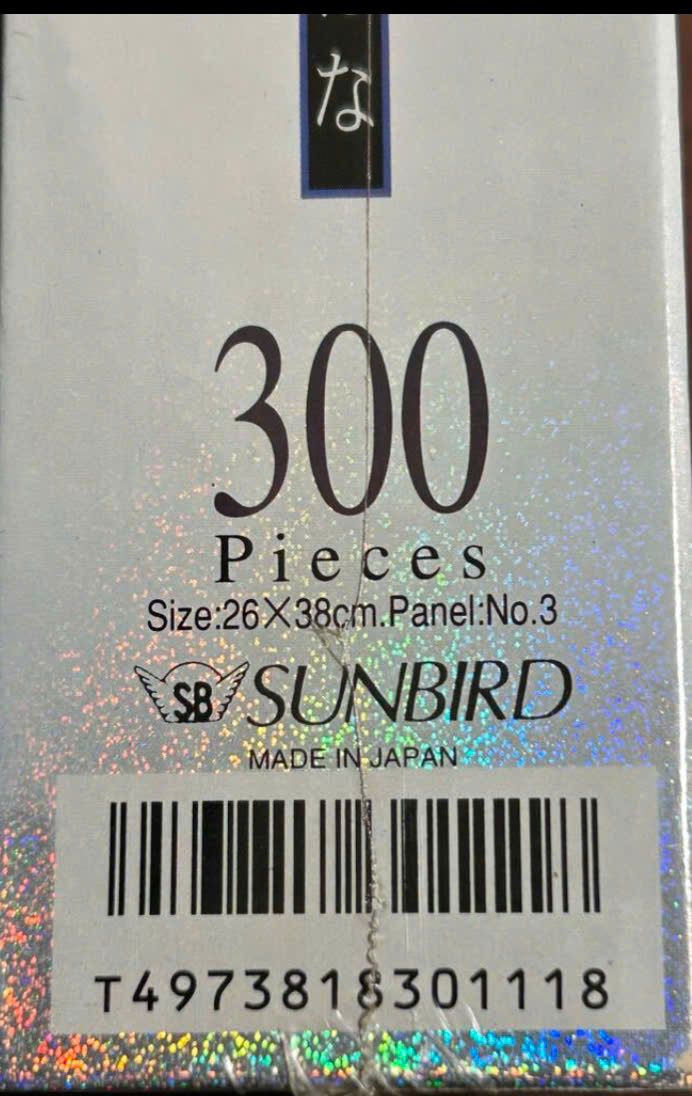 な
300
Pieces
Size:26×38cm.Panel:No.3
SB SUNBIRD
MADE IN JAPAN
T4973818301118